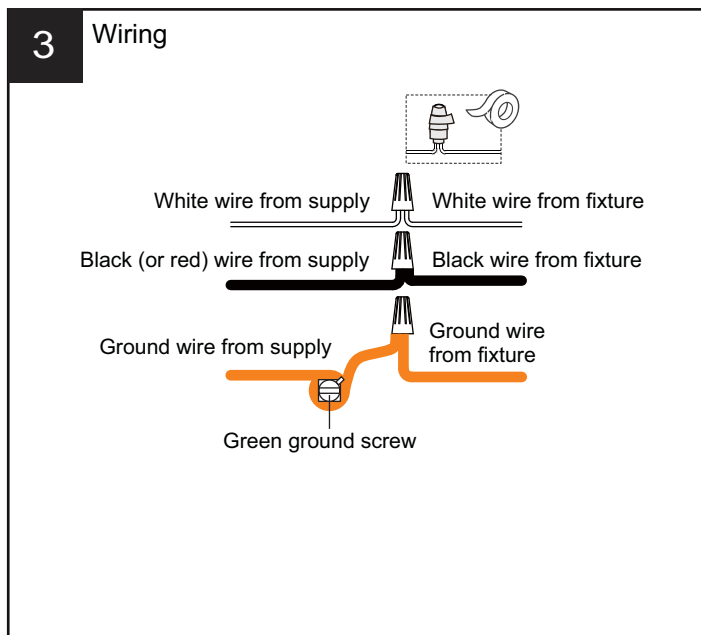 3
Wiring
White wire from supply
White wire from fixture
Black (or red) wire from supply
Black wire from fixture
Ground wire from supply
Ground wire
from fixture
Green ground screw